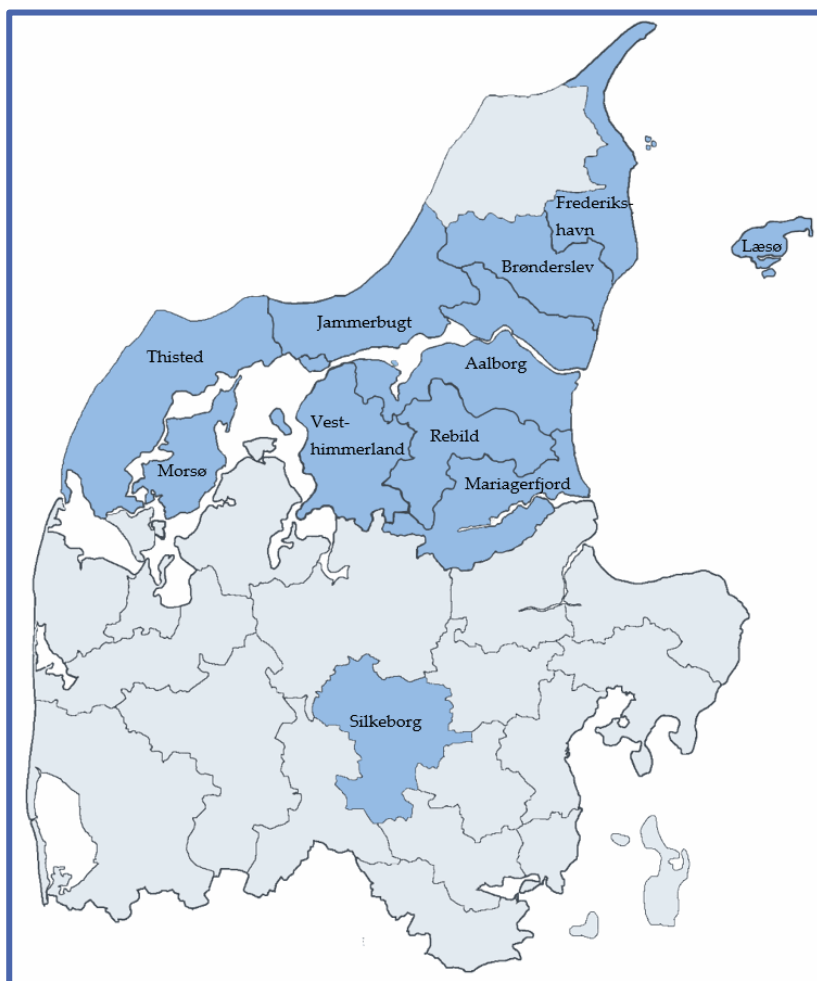 Frederiks-
havn
Læsø
Brønderslev
Jammerbugt
Thisted
Aalborg
Vest-
himmerland
Rebild
Morsø
Mariagerfjord
Silkeborg